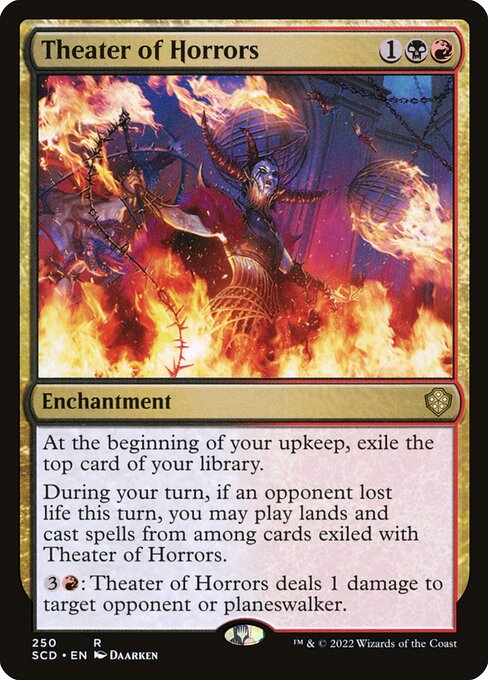 Theater of Horrors 1
Enchantment
At the beginning of your upkeep, exile the
top card of your library.
During your turn, if an opponent lost
life this turn, you may play lands and
cast spells from among cards exiled with
Theater of Horrors.
3 : Theater of Horrors deals 1 damage to
target opponent or planeswalker.
250 R
SCD • EN Daarken
™ & © 2022 Wizards of the Coast